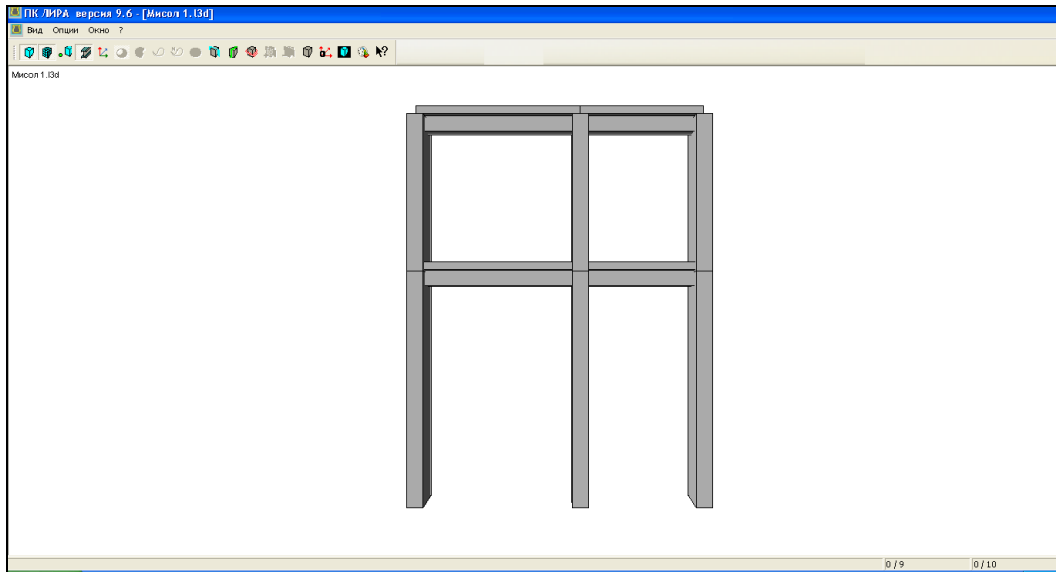 ПК ЛИРА версия 9.6 - [Мисол 1.l3d]
Вид Опции Окно ?
Мисол 1.l3d
0 / 9 0 / 10